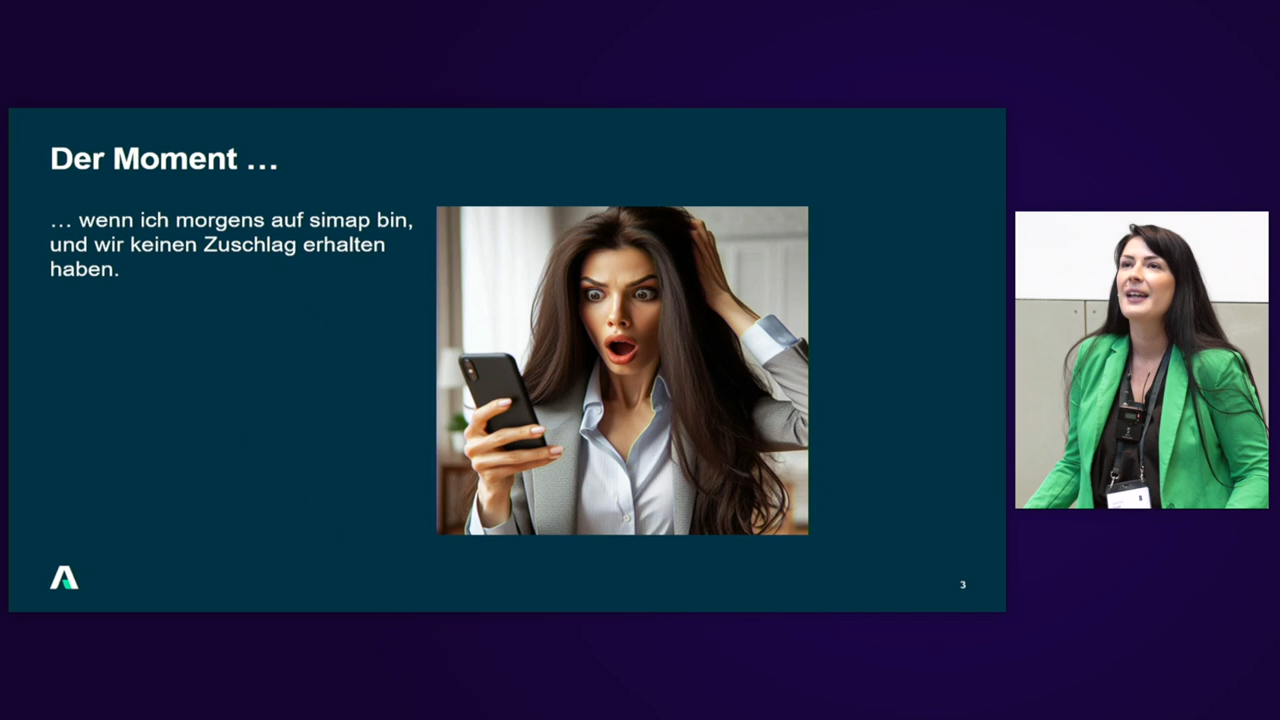 Der Moment …
… wenn ich morgens auf simap bin,
und wir keinen Zuschlag erhalten
haben.
3